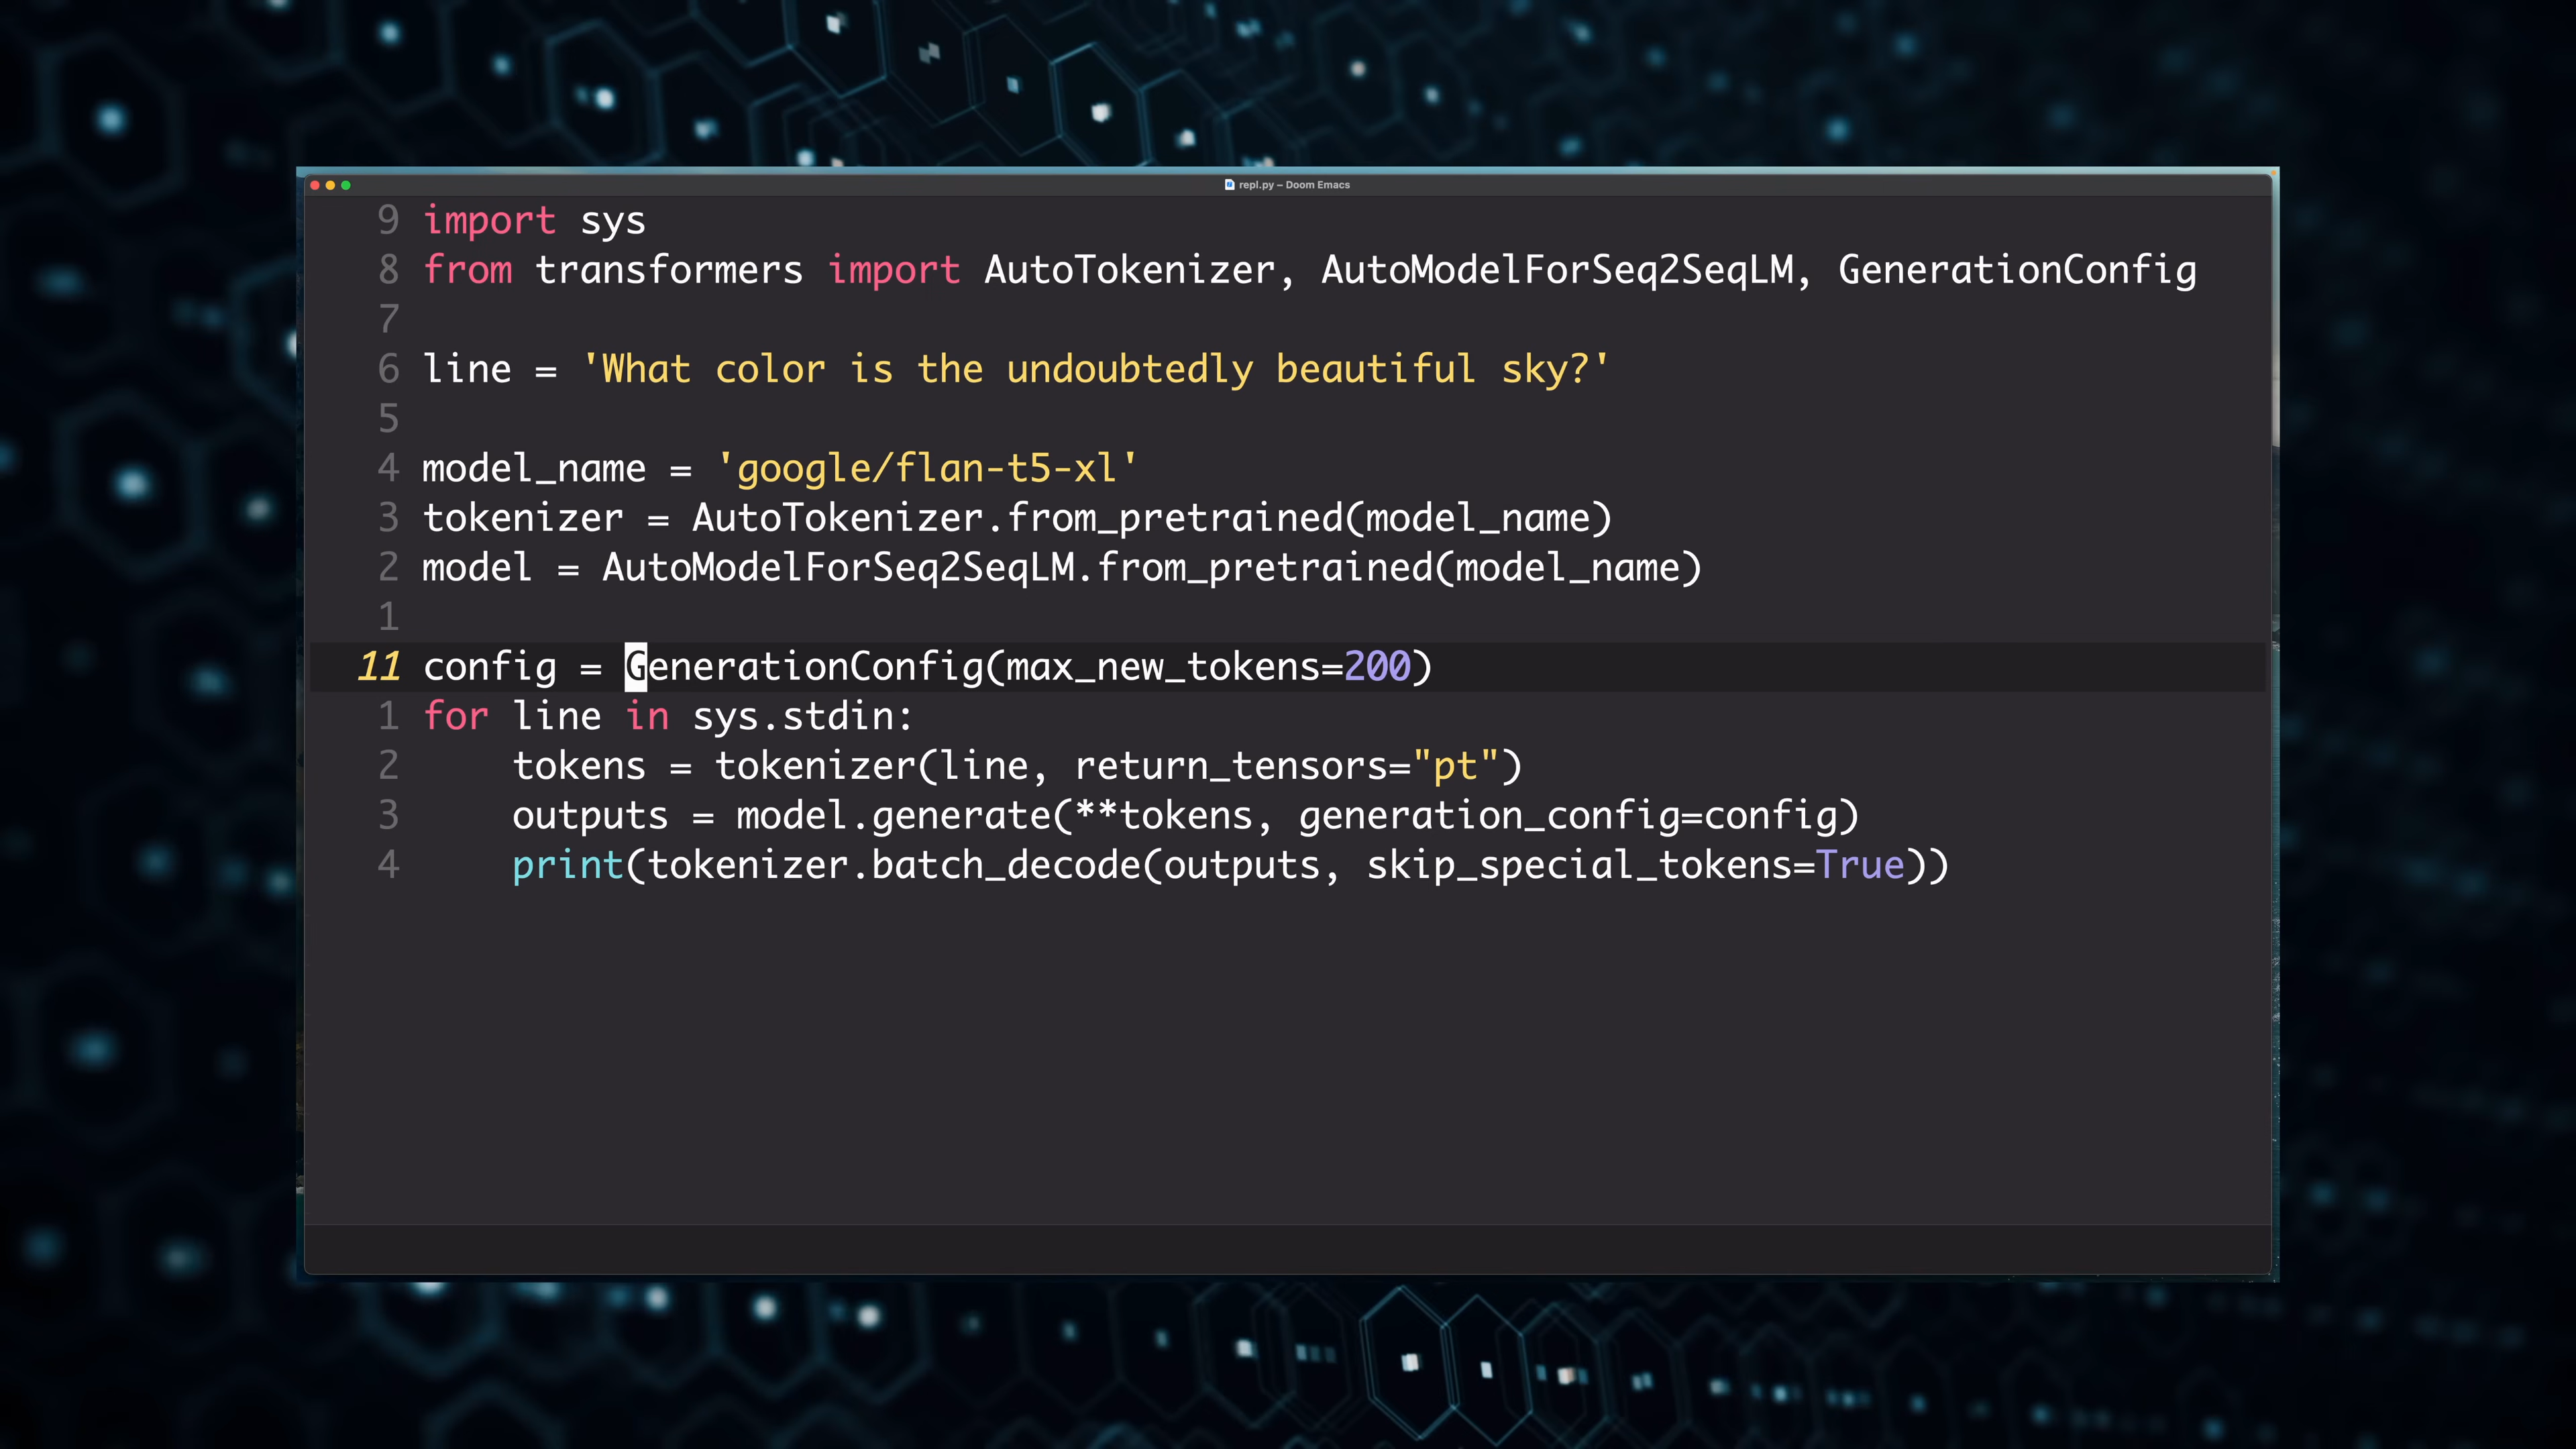 repl.py – Doom Emacs
9 import sys
8 from transformers import AutoTokenizer, AutoModelForSeq2SeqLM, GenerationConfig
7
6 line = 'What color is the undoubtedly beautiful sky?'
5
4 model_name = 'google/flan-t5-xl'
3 tokenizer = AutoTokenizer.from_pretrained(model_name)
2 model = AutoModelForSeq2SeqLM.from_pretrained(model_name)
1
11 config = GenerationConfig(max_new_tokens=200)
1 for line in sys.stdin:
2     tokens = tokenizer(line, return_tensors="pt")
3     outputs = model.generate(**tokens, generation_config=config)
4     print(tokenizer.batch_decode(outputs, skip_special_tokens=True))